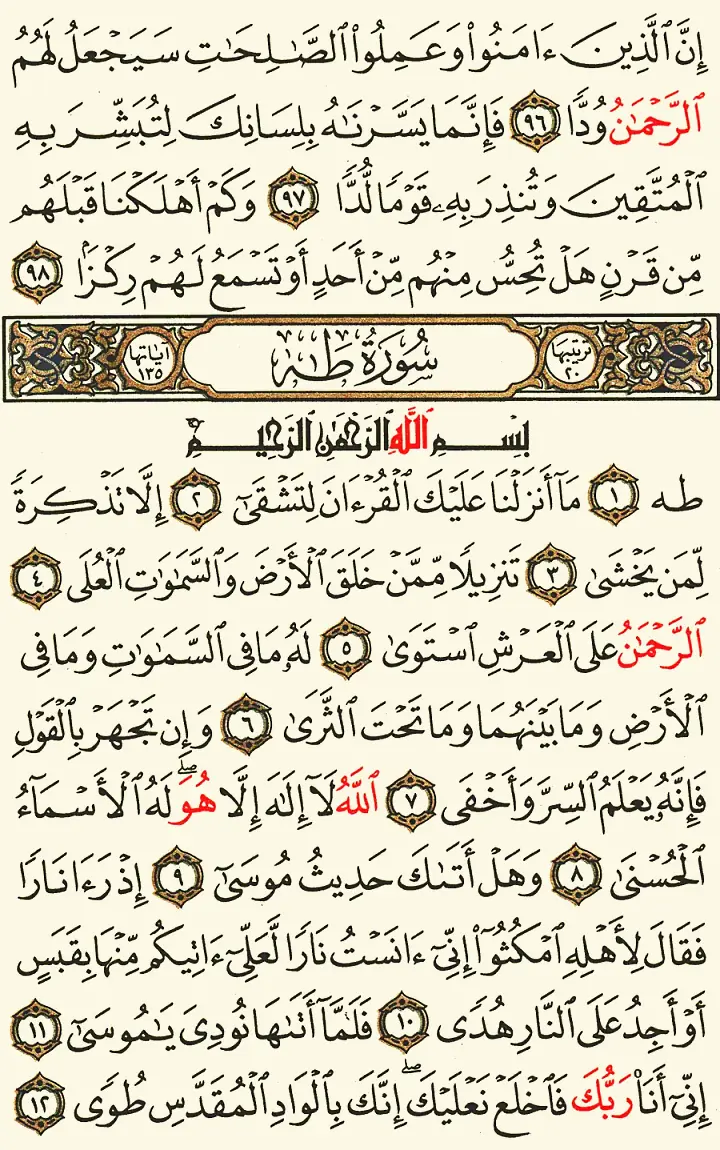 إِنَّ ٱلَّذِينَ ءَامَنُوا۟ وَعَمِلُوا۟ ٱلصَّـٰلِحَـٰتِ سَيَجْعَلُ لَهُمُ
ٱلرَّحْمَـٰنُ وُدًّا ٩٦ فَإِنَّمَا يَسَّرْنَـٰهُ بِلِسَانِكَ لِتُبَشِّرَ بِهِ
ٱلْمُتَّقِينَ وَتُنذِرَ بِهِۦ قَوْمًا لُّدًّا ٩٧ وَكَمْ أَهْلَكْنَا قَبْلَهُم
مِّن قَرْنٍ هَلْ تُحِسُّ مِنْهُم مِّنْ أَحَدٍ أَوْ تَسْمَعُ لَهُمْ رِكْزًۢا ٩٨
ترتيبها ٢٠ سُورَةُ طه آياتها ١٣٥
بِسْمِ ٱللَّهِ ٱلرَّحْمَـٰنِ ٱلرَّحِيمِ
طه ١ مَآ أَنزَلْنَا عَلَيْكَ ٱلْقُرْءَانَ لِتَشْقَىٰٓ ٢ إِلَّا تَذْكِرَةً
لِّمَن يَخْشَىٰ ٣ تَنزِيلًا مِّمَّنْ خَلَقَ ٱلْأَرْضَ وَٱلسَّمَـٰوَٰتِ ٱلْعُلَى ٤
ٱلرَّحْمَـٰنُ عَلَى ٱلْعَرْشِ ٱسْتَوَىٰ ٥ لَهُۥ مَا فِى ٱلسَّمَـٰوَٰتِ وَمَا فِى
ٱلْأَرْضِ وَمَا بَيْنَهُمَا وَمَا تَحْتَ ٱلثَّرَىٰ ٦ وَإِن تَجْهَرْ بِٱلْقَوْلِ
فَإِنَّهُۥ يَعْلَمُ ٱلسِّرَّ وَأَخْفَى ٧ ٱللَّهُ لَآ إِلَـٰهَ إِلَّا هُوَ ۖ لَهُ ٱلْأَسْمَآءُ
ٱلْحُسْنَىٰ ٨ وَهَلْ أَتَىٰكَ حَدِيثُ مُوسَىٰٓ ٩ إِذْ رَءَا نَارًا
فَقَالَ لِأَهْلِهِ ٱمْكُثُوٓا۟ إِنِّىٓ ءَانَسْتُ نَارًا لَّعَلِّىٓ ءَاتِيكُم مِّنْهَا بِقَبَسٍ
أَوْ أَجِدُ عَلَى ٱلنَّارِ هُدًى ١٠ فَلَمَّآ أَتَىٰهَا نُودِىَ يَـٰمُوسَىٰٓ ١١
إِنِّىٓ أَنَا۠ رَبُّكَ فَٱخْلَعْ نَعْلَيْكَ ۖ إِنَّكَ بِٱلْوَادِ ٱلْمُقَدَّسِ طُوًى ١٢